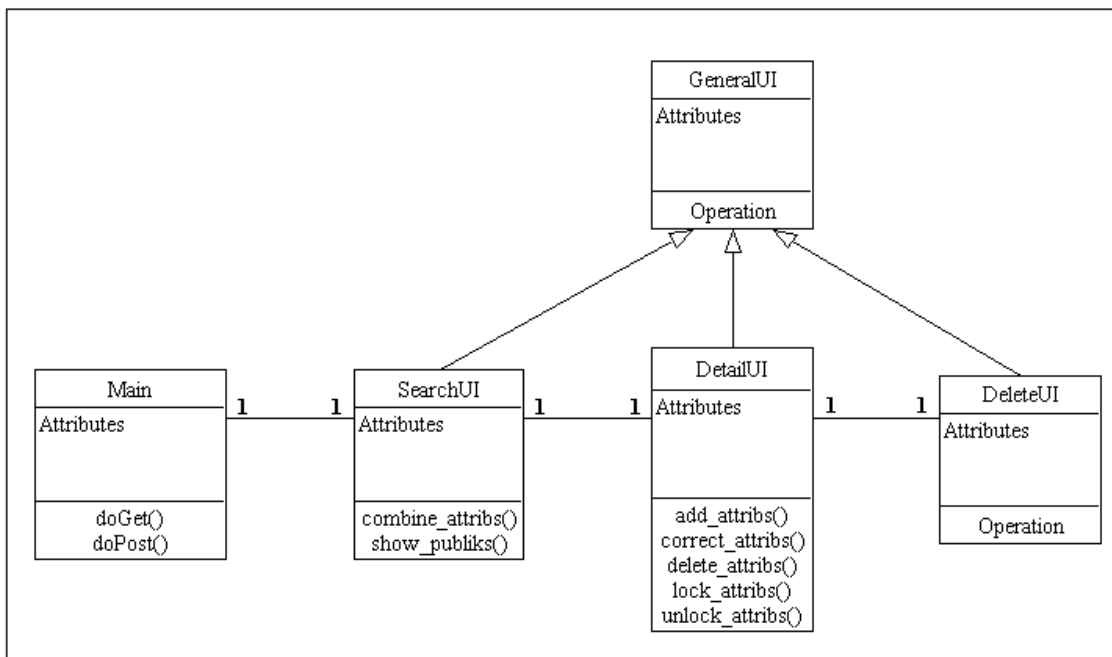 GeneralUI
Attributes
Operation
Main
Attributes
doGet()
doPost()
1
1
SearchUI
Attributes
combine_attribs()
show_publiks()
1
1
DetailUI
Attributes
add_attribs()
correct_attribs()
delete_attribs()
lock_attribs()
unlock_attribs()
1
1
DeleteUI
Attributes
Operation